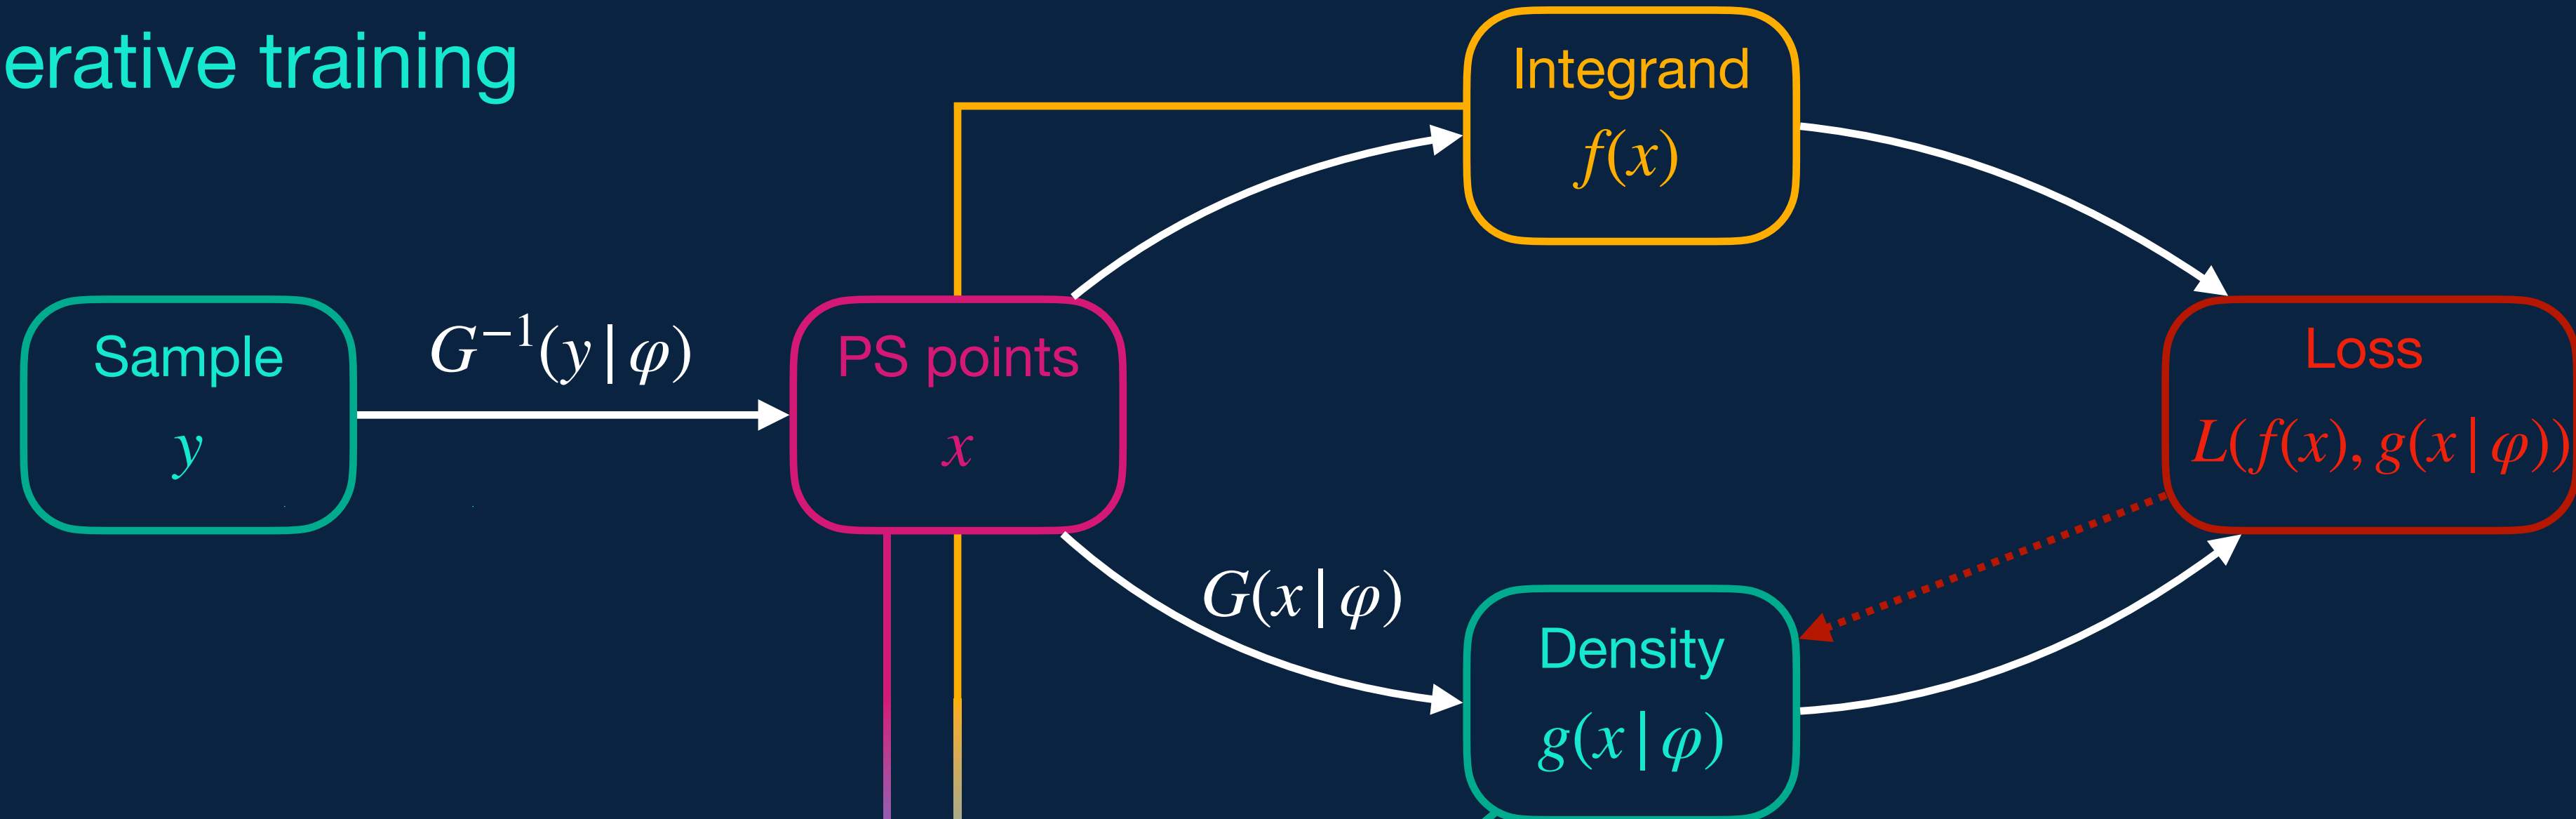 erative training
Integrand
f(x)
Sample
y
G⁻¹(y | φ)
PS points
x
Loss
L(f(x), g(x | φ))
G(x | φ)
Density
g(x | φ)